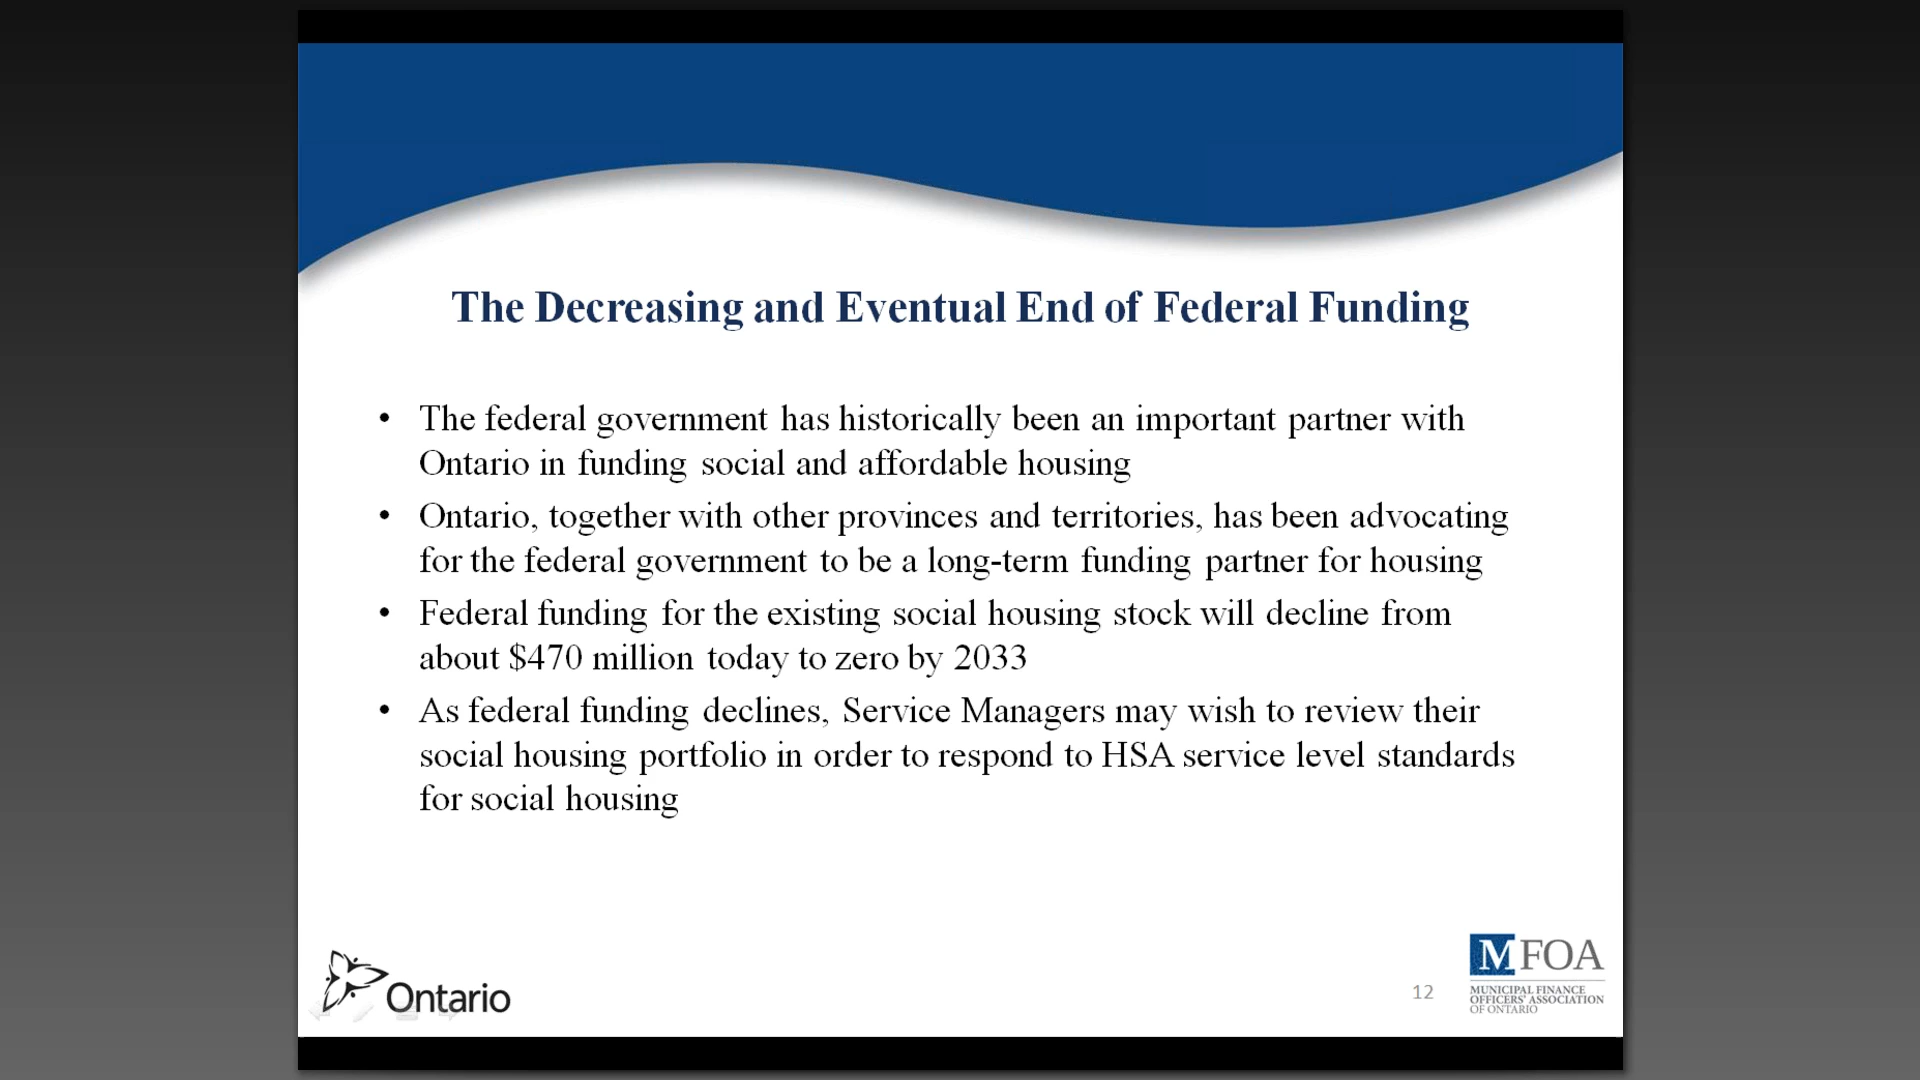 The Decreasing and Eventual End of Federal Funding
• The federal government has historically been an important partner with
Ontario in funding social and affordable housing
• Ontario, together with other provinces and territories, has been advocating
for the federal government to be a long-term funding partner for housing
• Federal funding for the existing social housing stock will decline from
about $470 million today to zero by 2033
• As federal funding declines, Service Managers may wish to review their
social housing portfolio in order to respond to HSA service level standards
for social housing
Ontario
12
MFOA
MUNICIPAL FINANCE
OFFICERS' ASSOCIATION
OF ONTARIO